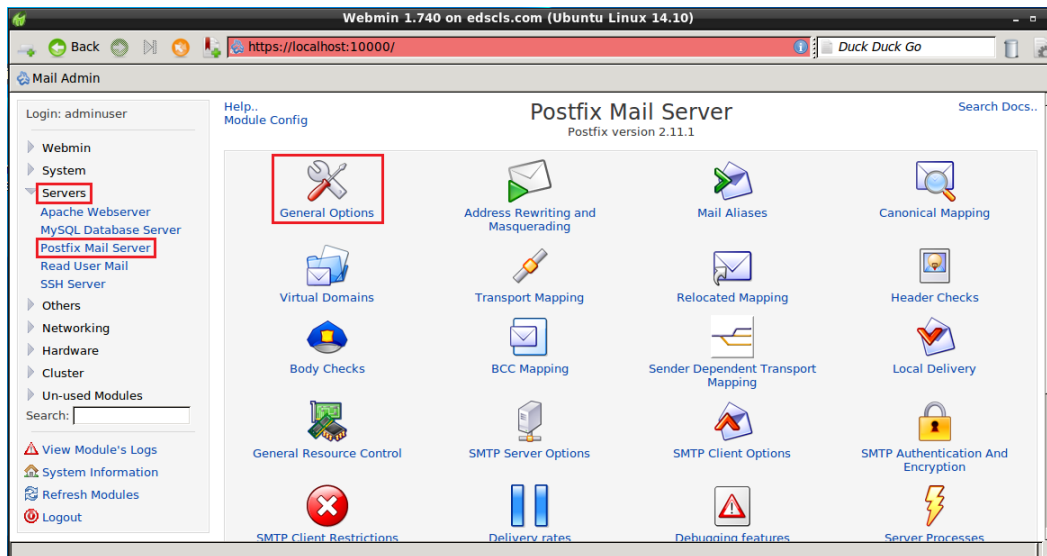 Webmin 1.740 on edscls.com (Ubuntu Linux 14.10)
Back
https://localhost:10000/
Duck Duck Go
Mail Admin
Login: adminuser
Webmin
System
Servers
Apache Webserver
MySQL Database Server
Postfix Mail Server
Read User Mail
SSH Server
Others
Networking
Hardware
Cluster
Un-used Modules
Search:
View Module's Logs
System Information
Refresh Modules
Logout
Help..
Module Config
Postfix Mail Server
Postfix version 2.11.1
Search Docs..
General Options
Address Rewriting and
Masquerading
Mail Aliases
Canonical Mapping
Virtual Domains
Transport Mapping
Relocated Mapping
Header Checks
Body Checks
BCC Mapping
Sender Dependent Transport
Mapping
Local Delivery
General Resource Control
SMTP Server Options
SMTP Client Options
SMTP Authentication And
Encryption
SMTP Client Restrictions
Delivery rates
Debugging features
Server Processes